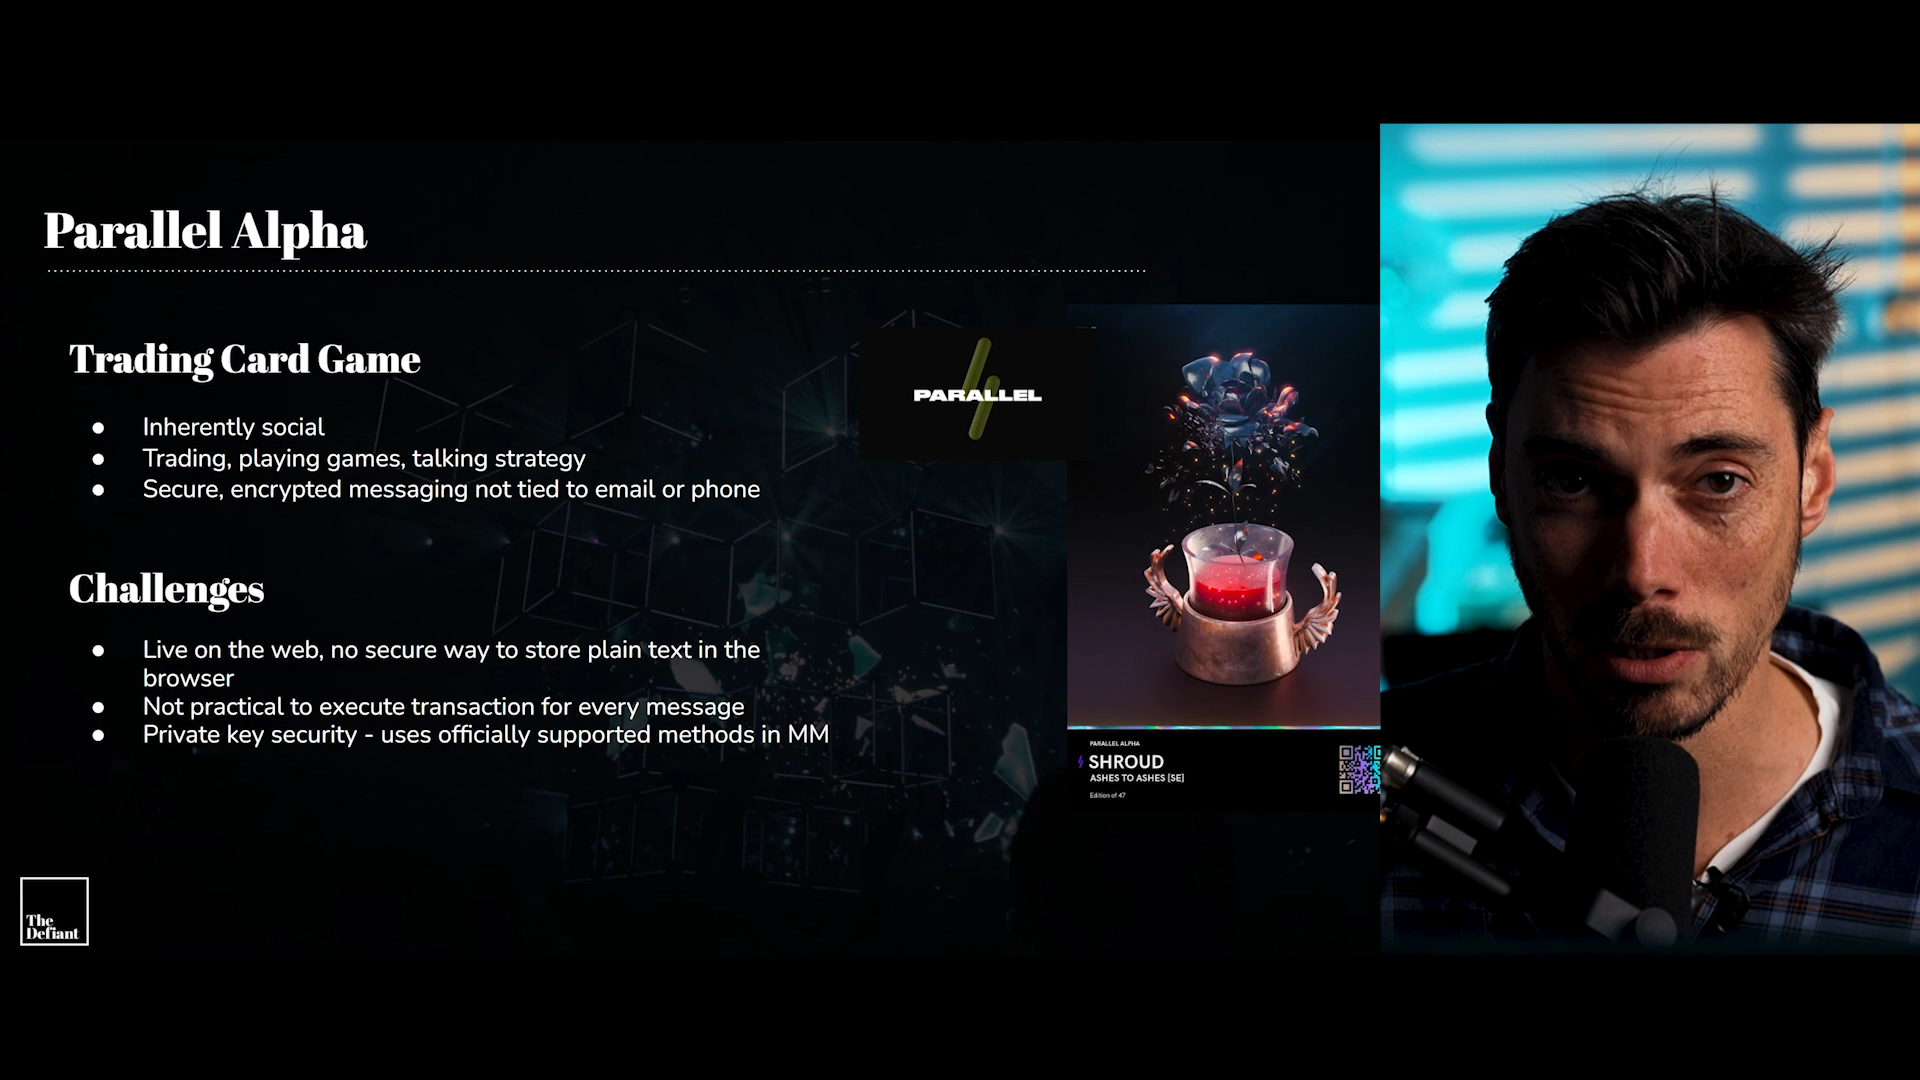 Parallel Alpha
Trading Card Game
● Inherently social
● Trading, playing games, talking strategy
● Secure, encrypted messaging not tied to email or phone
Challenges
● Live on the web, no secure way to store plain text in the
browser
● Not practical to execute transaction for every message
● Private key security - uses officially supported methods in MM
PARALLEL
PARALLEL ALPHA
SHROUD
ASHES TO ASHES [SE]
Edition of 47
The
Defiant